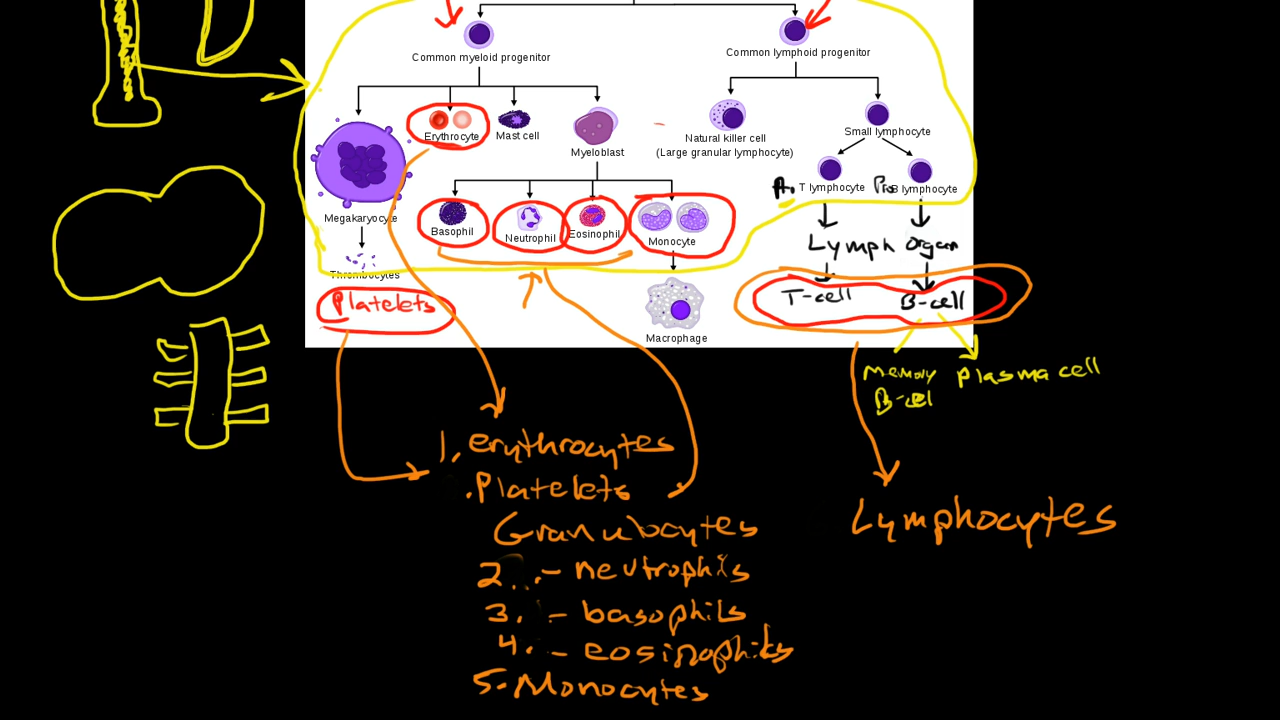 Common myeloid progenitor
Common lymphoid progenitor
Erythrocyte
Mast cell
Myeloblast
Natural killer cell
(Large granular lymphocyte)
Small lymphocyte
Megakaryocyte
Basophil
Neutrophil
Eosinophil
Monocyte
T lymphocyte
Pro B lymphocyte
Thrombocytes
Platelets
Macrophage
Lymph Organ
T-cell
B-cell
Memory
B-cel
Plasma cell
1. erythrocytes
.Platelets
Granulocytes
2. - neutrophils
3. - basophils
4. - eosinophils
5. Monocytes
Lymphocytes